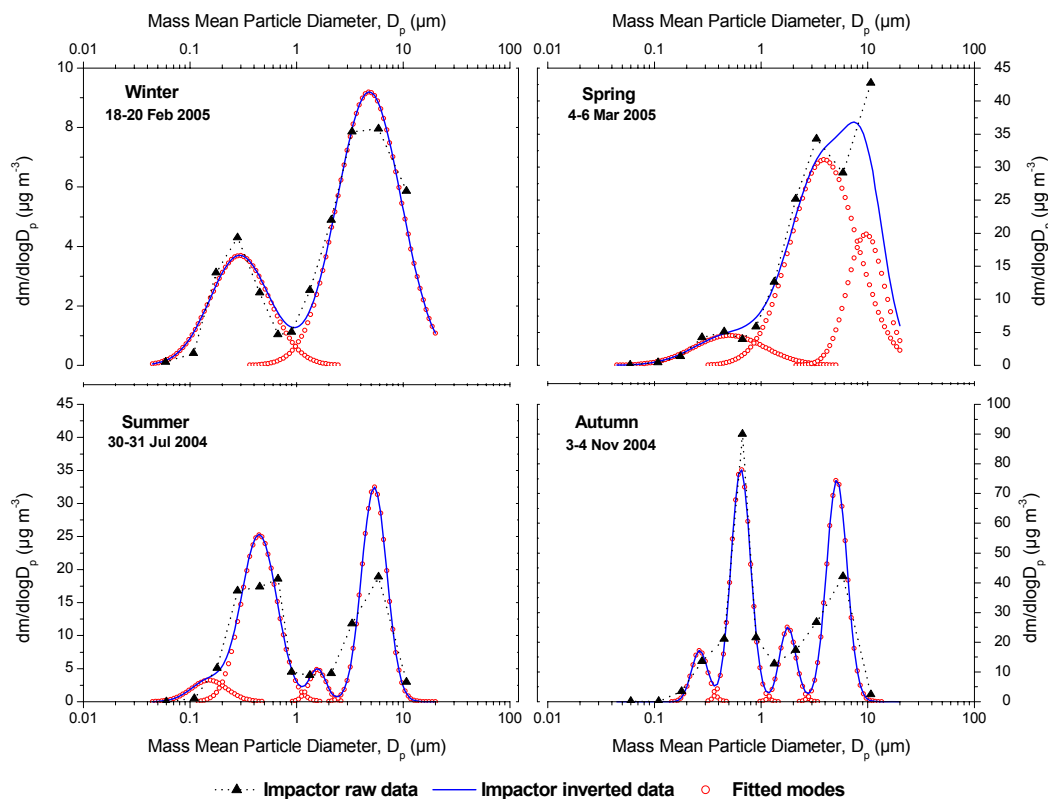 Mass Mean Particle Diameter, Dp (µm) Mass Mean Particle Diameter, Dp (µm)
0.01 0.1 1 10 100 0.01 0.1 1 10 100
Winter
18-20 Feb 2005
10
8
6
4
2
0
dm/dlogDp (µg m-3)
Spring
4-6 Mar 2005
45
40
35
30
25
20
15
10
5
0
dm/dlogDp (µg m-3)
Summer
30-31 Jul 2004
45
40
35
30
25
20
15
10
5
0
dm/dlogDp (µg m-3)
Autumn
3-4 Nov 2004
100
90
80
70
60
50
40
30
20
10
0
dm/dlogDp (µg m-3)
0.01 0.1 1 10 100 0.01 0.1 1 10 100
Mass Mean Particle Diameter, Dp (µm) Mass Mean Particle Diameter, Dp (µm)
Impactor raw data Impactor inverted data Fitted modes